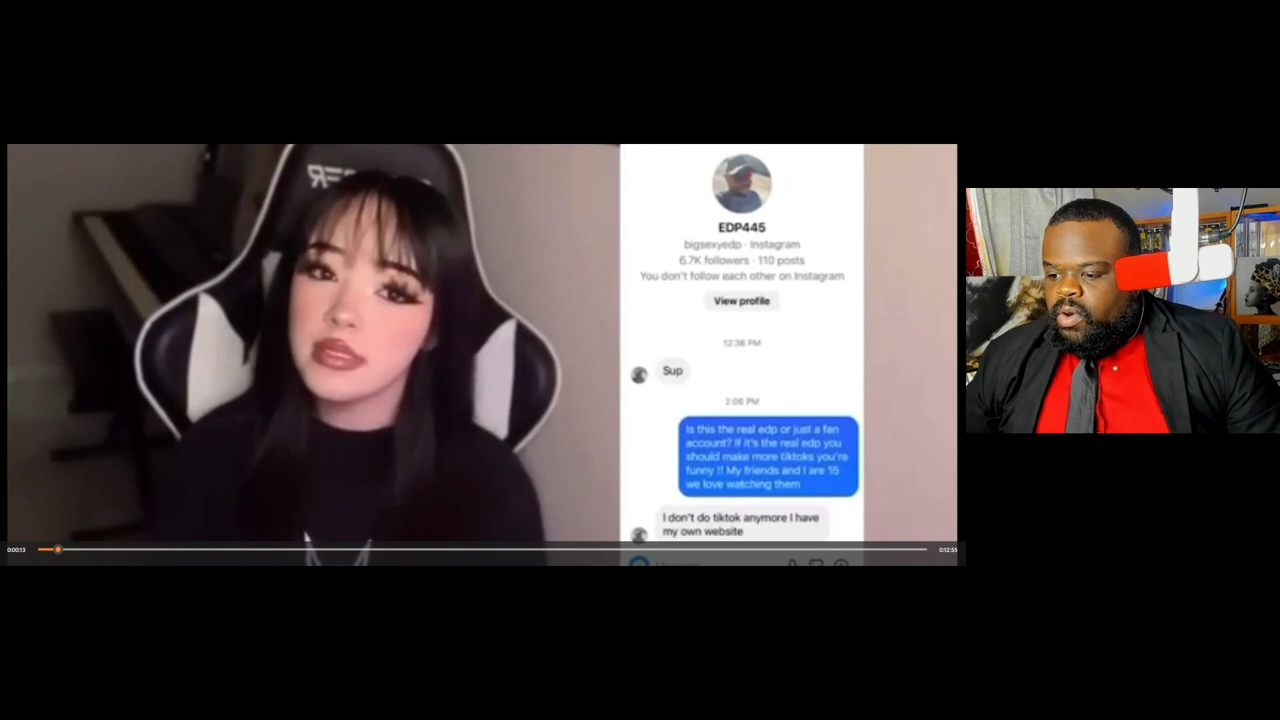 EDP445
bigsexyedp · Instagram
6.7K followers · 110 posts
You don't follow each other on Instagram
View profile
12:36 PM
Sup
2:06 PM
Is this the real edp or just a fan
account? If it's the real edp you
should make more tiktoks you're
funny !! My friends and I are 15
we love watching them
I don't do tiktok anymore I have
my own website
0:00:13
0:12:55